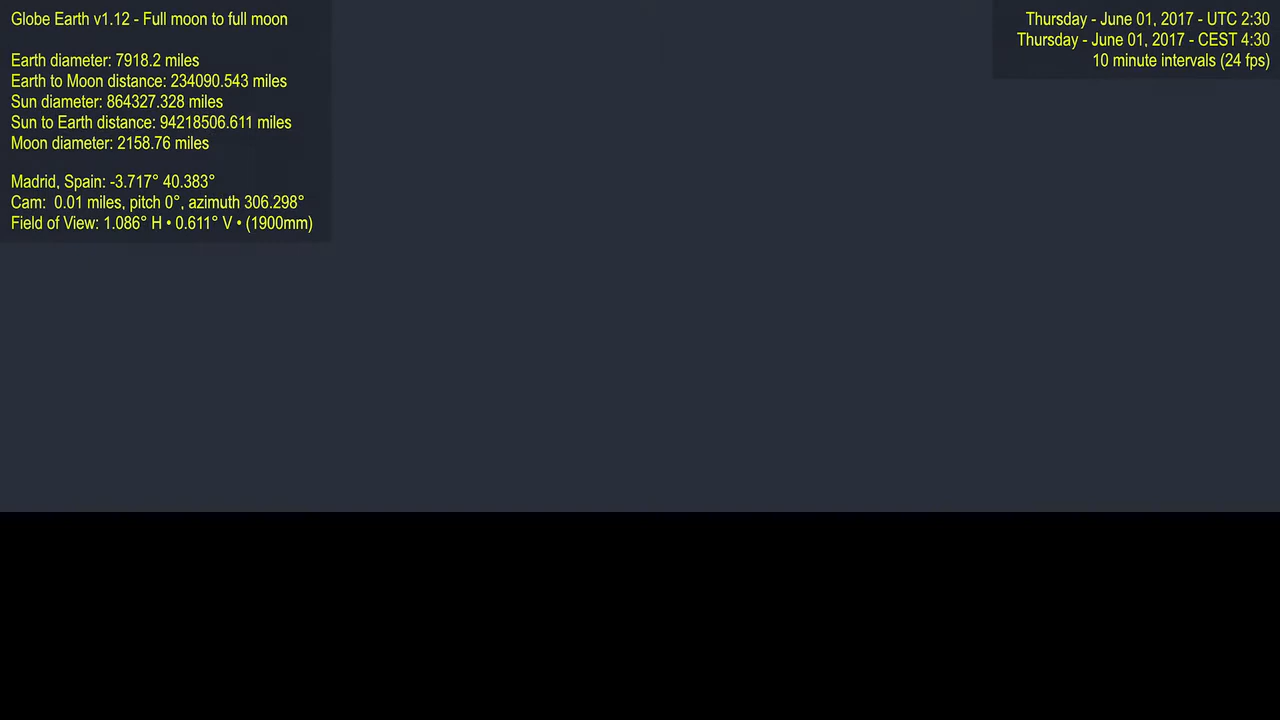 Globe Earth v1.12 - Full moon to full moon
Earth diameter: 7918.2 miles
Earth to Moon distance: 234090.543 miles
Sun diameter: 864327.328 miles
Sun to Earth distance: 94218506.611 miles
Moon diameter: 2158.76 miles
Madrid, Spain: -3.717° 40.383°
Cam:  0.01 miles, pitch 0°, azimuth 306.298°
Field of View: 1.086° H • 0.611° V • (1900mm)
Thursday - June 01, 2017 - UTC 2:30
Thursday - June 01, 2017 - CEST 4:30
10 minute intervals (24 fps)